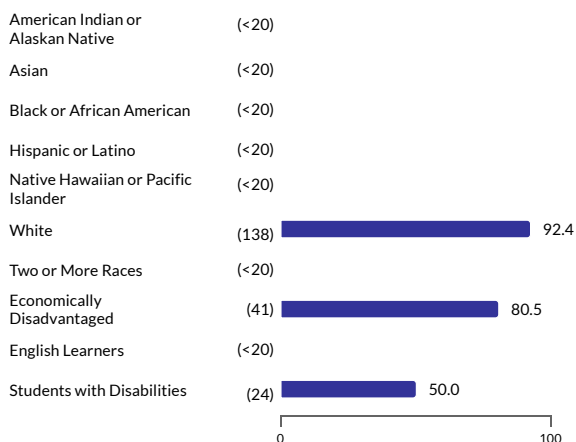 American Indian or (<20)
Alaskan Native
Asian (<20)
Black or African American (<20)
Hispanic or Latino (<20)
Native Hawaiian or Pacific (<20)
Islander
White (138) 92.4
Two or More Races (<20)
Economically (41) 80.5
Disadvantaged
English Learners (<20)
Students with Disabilities (24) 50.0
0 100